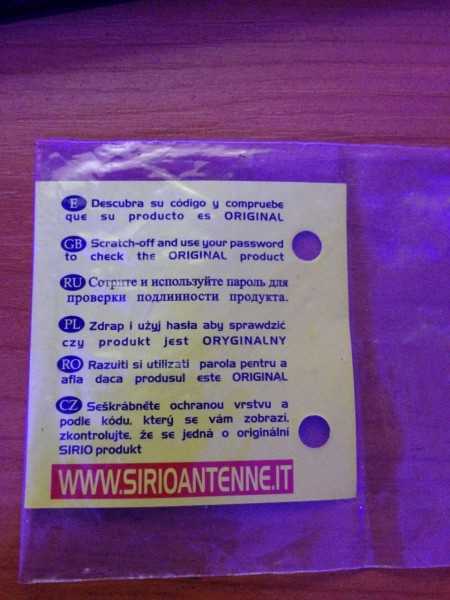 E Descubra su código y compruebe
que su producto es ORIGINAL
GB Scratch-off and use your password
to check the ORIGINAL product
RU Сотрите и используйте пароль для
проверки подлинности продукта.
PL Zdrap i użyj hasła aby sprawdzić
czy produkt jest ORYGINALNY
RO Razuiti si utilizati parola pentru a
afla daca produsul este ORIGINAL
CZ Seškrábněte ochranou vrstvu a
podle kódu, který se vám zobrazí,
zkontrolujte, že se jedná o originální
SIRIO produkt
WWW.SIRIOANTENNE.IT